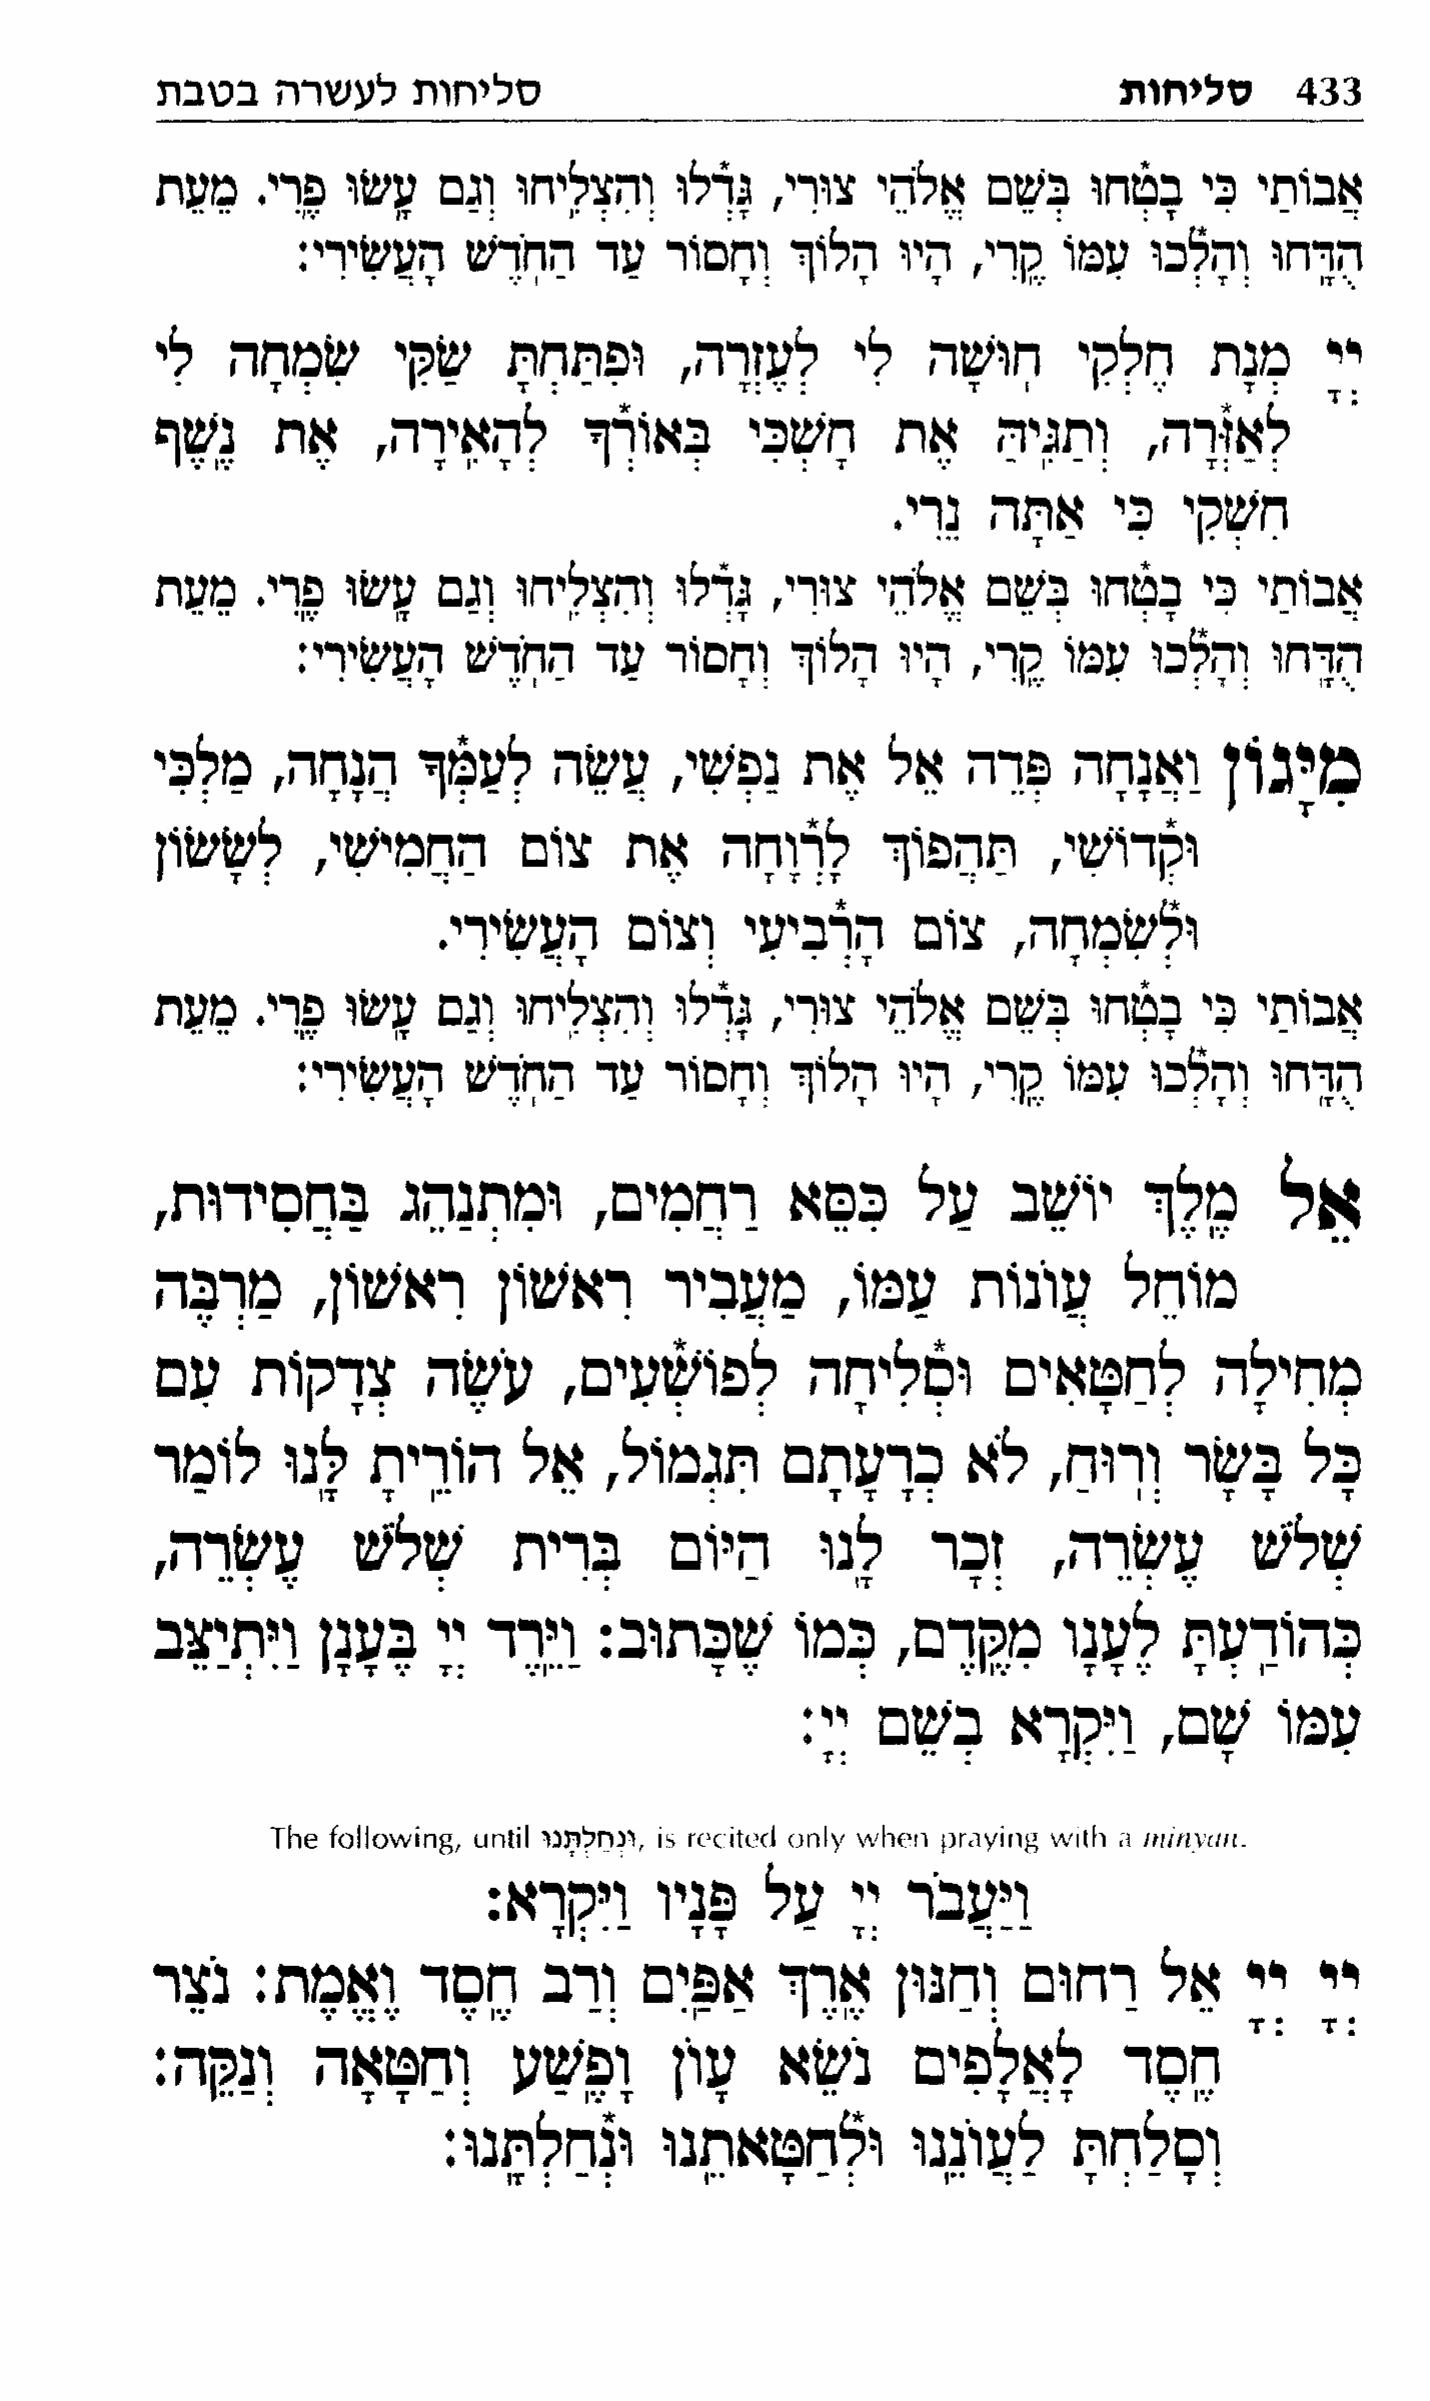 433 סליחות סליחות לעשרה בטבת
אֲבוֹתַי כִּי בָטְֿחוּ בְּשֵׁם אֱלֹהֵי צוּרִי, גָּדְֿלוּ וְהִצְלִֽיחוּ וְגַם עָֽשׂוּ פֶֽרִי. מֵעֵת
הֻדָּֽחוּ וְהָלְֿכוּ עִמּוֹ קֶֽרִי, הָיוּ הָלוֹךְ וְחָסוֹר עַד הַחֹֽדֶשׁ הָעֲשִׂירִי:
יְיָ מְנָת חֶלְקִי חֽוּשָׁה לִי לְעֶזְרָה, וּפִתַּחְתָּ שַׂקִּי שִׂמְחָה לִי
לְאַזְּֿרָה, וְתַגִּֽיהַּ אֶת חָשְׁכִּי בְּאוֹרְֿךָ לְהָאִֽירָה, אֶת נֶֽשֶׁף
חִשְׁקִי כִּי אַתָּה נֵרִי.
אֲבוֹתַי כִּי בָטְֿחוּ בְּשֵׁם אֱלֹהֵי צוּרִי, גָּדְֿלוּ וְהִצְלִֽיחוּ וְגַם עָֽשׂוּ פֶֽרִי. מֵעֵת
הֻדָּֽחוּ וְהָלְֿכוּ עִמּוֹ קֶֽרִי, הָיוּ הָלוֹךְ וְחָסוֹר עַד הַחֹֽדֶשׁ הָעֲשִׂירִי:
מִיָּגוֹן וַאֲנָחָה פְּדֵה אֵל אֶת נַפְשִׁי, עֲשֵׂה לְעַמְּֿךָ הֲנָחָה, מַלְכִּי
וּקְֿדוֹשִׁי, תַּהֲפוֹךְ לָרְֿוָחָה אֶת צוֹם הַחֲמִישִׁי, לְשָׂשׂוֹן
וּלְֿשִׂמְחָה, צוֹם הָרְֿבִיעִי וְצוֹם הָעֲשִׂירִי.
אֲבוֹתַי כִּי בָטְֿחוּ בְּשֵׁם אֱלֹהֵי צוּרִי, גָּדְֿלוּ וְהִצְלִֽיחוּ וְגַם עָֽשׂוּ פֶֽרִי. מֵעֵת
הֻדָּֽחוּ וְהָלְֿכוּ עִמּוֹ קֶֽרִי, הָיוּ הָלוֹךְ וְחָסוֹר עַד הַחֹֽדֶשׁ הָעֲשִׂירִי:
אֵל מֶֽלֶךְ יוֹשֵׁב עַל כִּסֵּא רַחֲמִים, וּמִתְנַהֵג בַּחֲסִידוּת,
מוֹחֵל עֲוֹנוֹת עַמּוֹ, מַעֲבִיר רִאשׁוֹן רִאשׁוֹן, מַרְבֶּה
מְחִילָה לְחַטָּאִים וּסְֿלִיחָה לְפוֹשְֿׁעִים, עֹשֶׂה צְדָקוֹת עִם
כָּל בָּשָׂר וְרֽוּחַ, לֹא כְרָעָתָם תִּגְמוֹל, אֵל הוֹרֵֽיתָ לָּֽנוּ לוֹמַר
שְׁלֹשׁ עֶשְׂרֵה, זְכָר לָֽנוּ הַיּוֹם בְּרִית שְׁלֹשׁ עֶשְׂרֵה,
כְּהוֹדַֽעְתָּ לֶעָנָו מִקֶּֽדֶם, כְּמוֹ שֶׁכָּתוּב: וַיֵּֽרֶד יְיָ בֶּעָנָן וַיִּתְיַצֵּב
עִמּוֹ שָׁם, וַיִּקְרָא בְשֵׁם יְיָ:
The following, until וּנְחַלְתָּֽנוּ, is recited only when praying with a minyan.
וַיַּעֲבֹר יְיָ עַל פָּנָיו וַיִּקְרָא:
יְיָ יְיָ אֵל רַחוּם וְחַנּוּן אֶֽרֶךְ אַפַּֽיִם וְרַב חֶֽסֶד וֶאֱמֶת: נֹצֵר
חֶֽסֶד לָאֲלָפִים נֹשֵׂא עָוֹן וָפֶֽשַׁע וְחַטָּאָה וְנַקֵּה:
וְסָלַחְתָּ לַעֲוֹנֵֽנוּ וּלְֿחַטָּאתֵֽנוּ וּנְֿחַלְתָּֽנוּ: